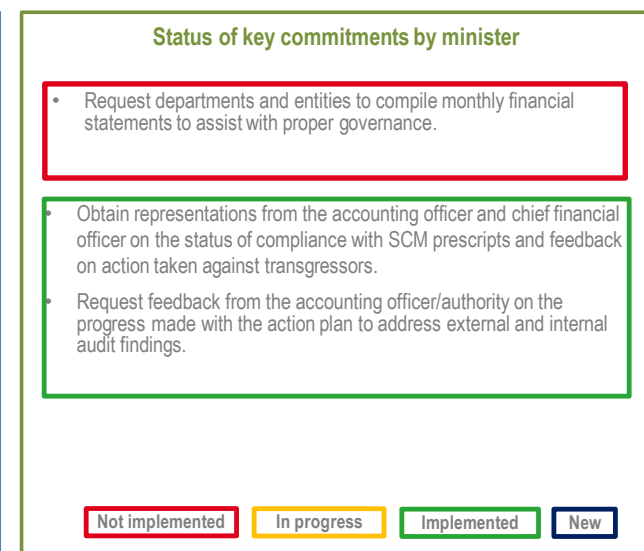 Status of key commitments by minister
• Request departments and entities to compile monthly financial
statements to assist with proper governance.
• Obtain representations from the accounting officer and chief financial
officer on the status of compliance with SCM prescripts and feedback
on action taken against transgressors.
• Request feedback from the accounting officer/authority on the
progress made with the action plan to address external and internal
audit findings.
Not implemented In progress Implemented New